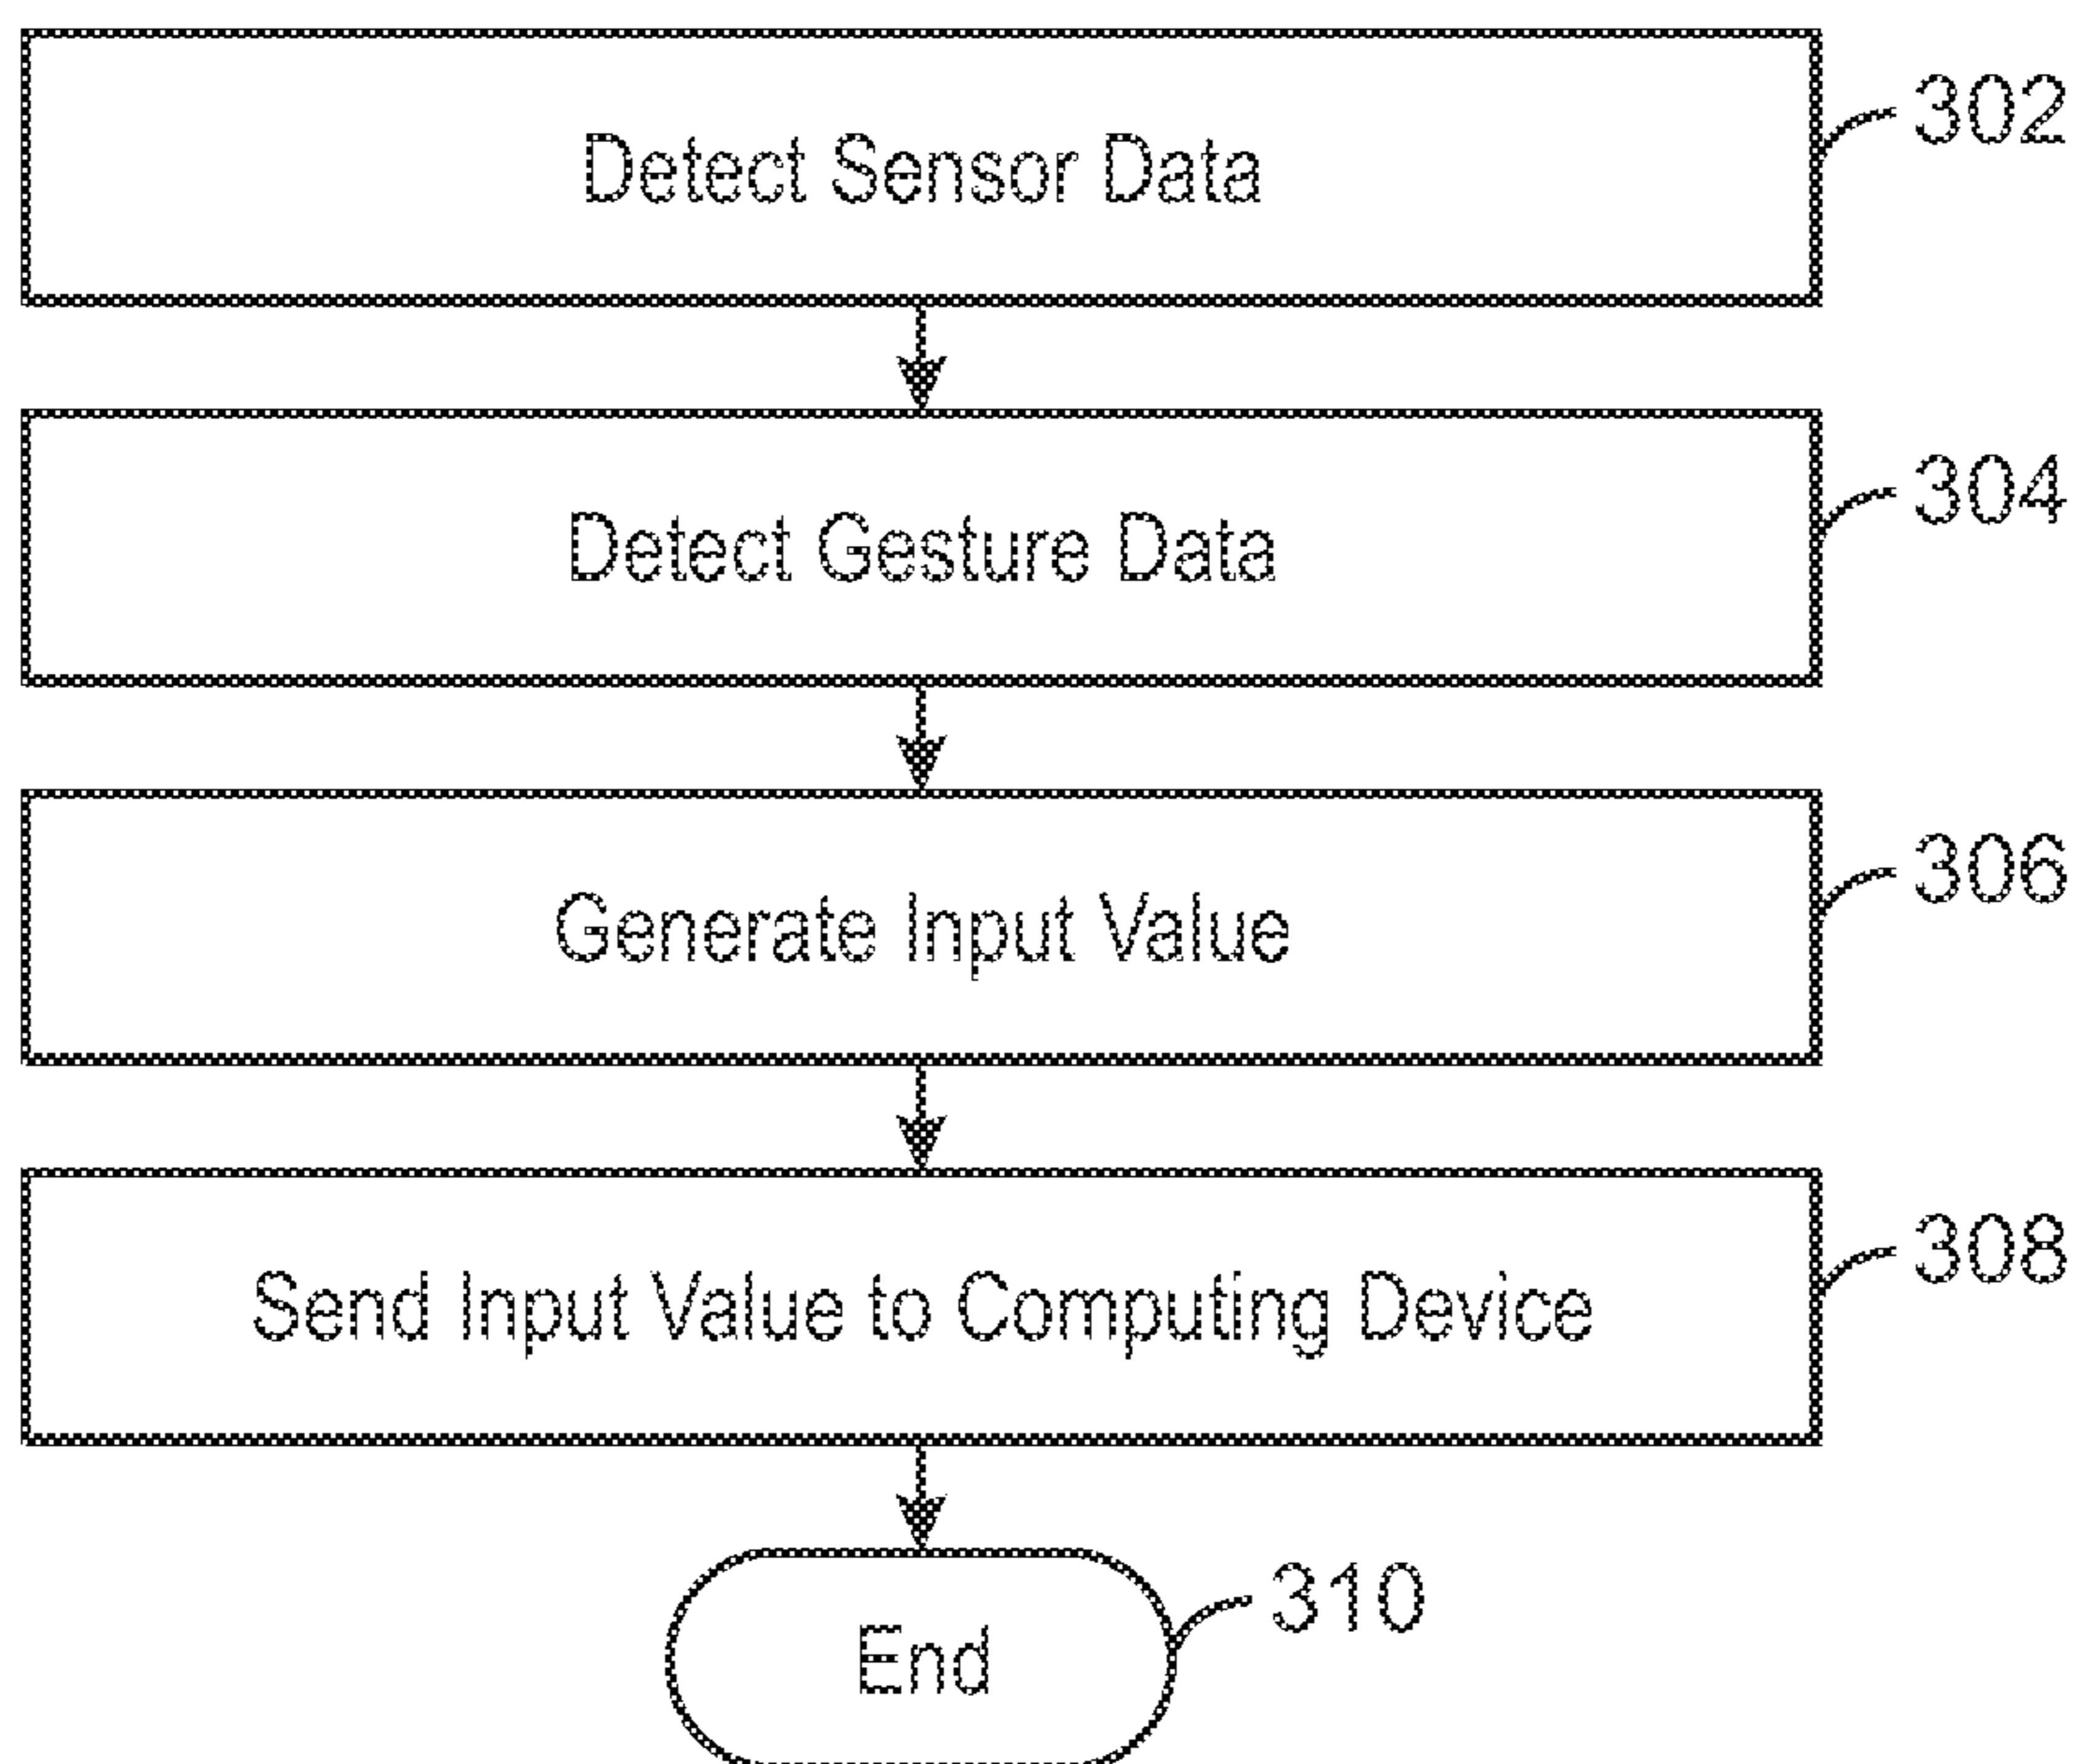 Detect Sensor Data
302
Detect Gesture Data
304
Generate Input Value
306
Send Input Value to Computing Device
308
End
310